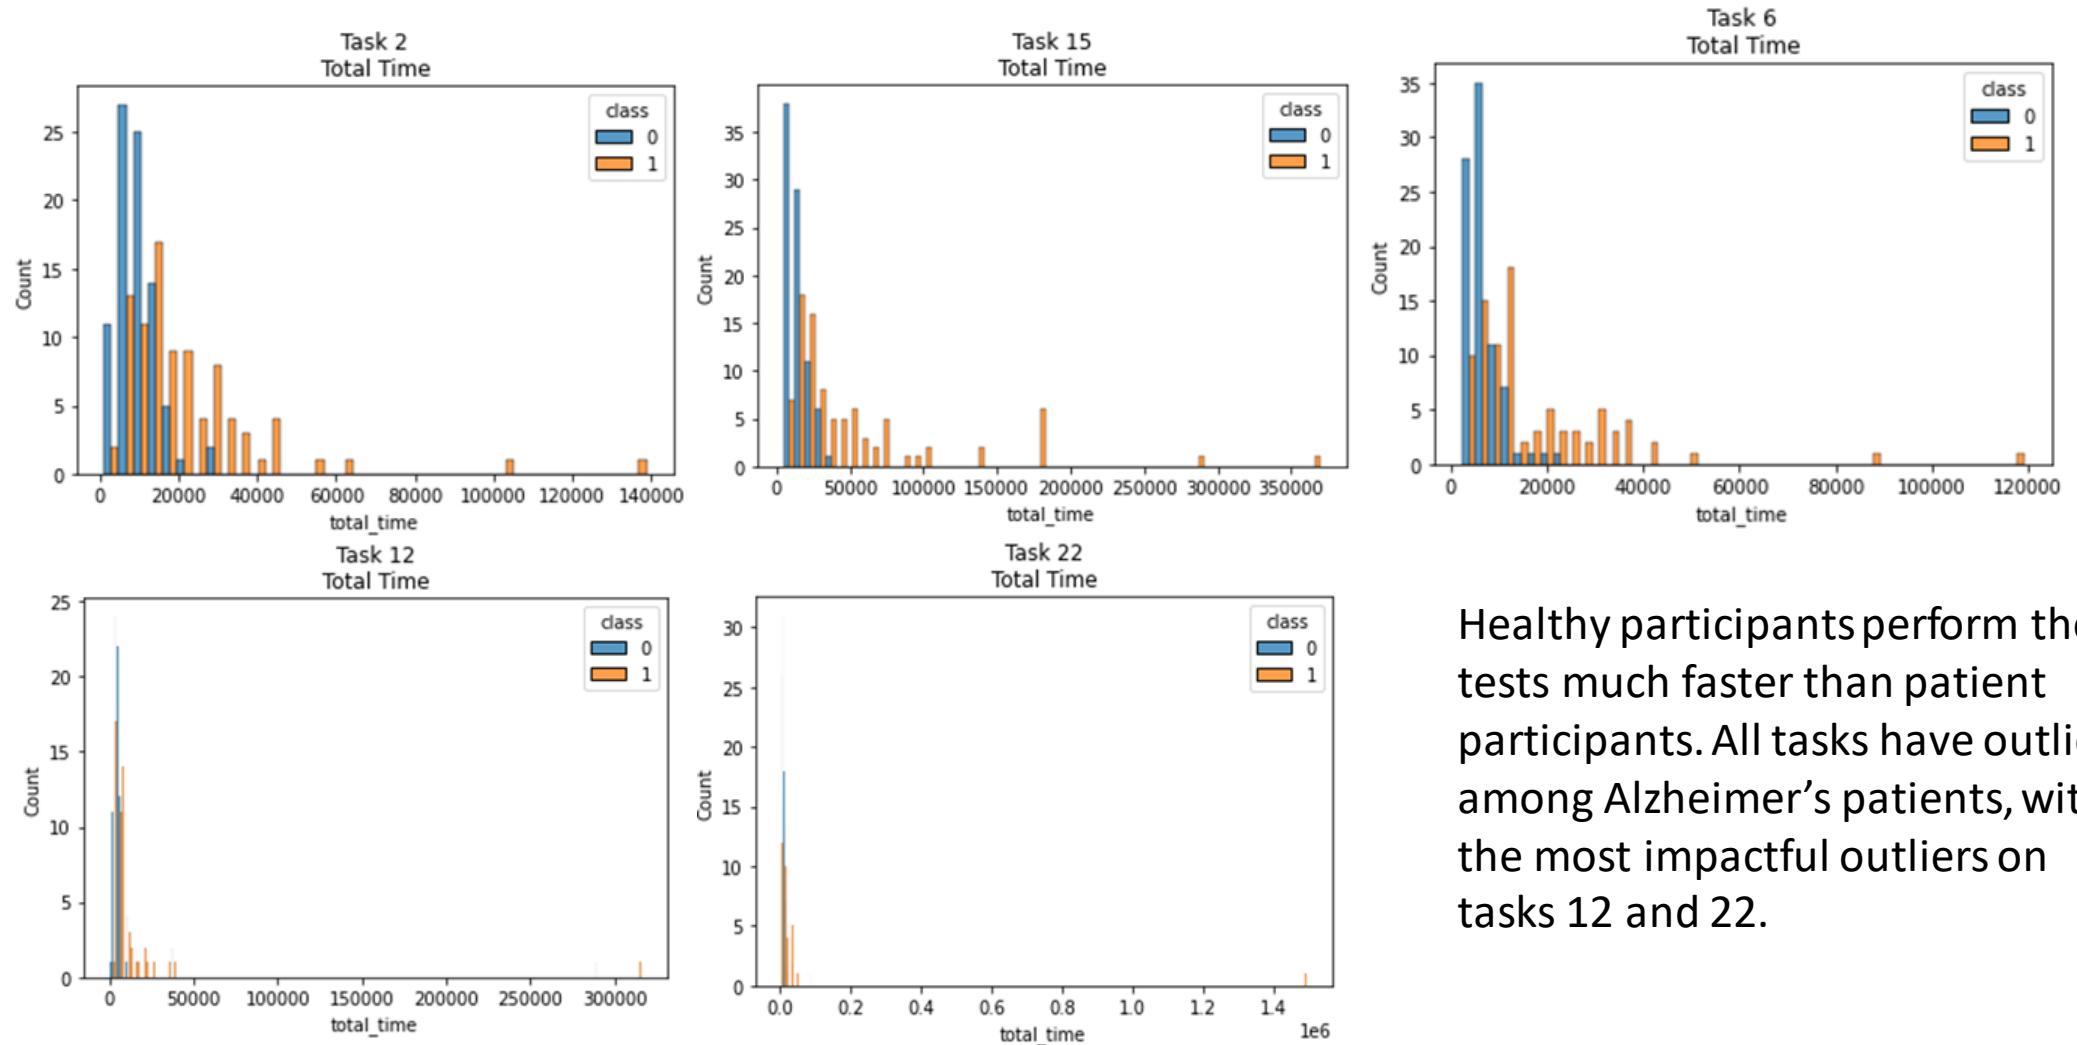 Task 2
Total Time
class
0
1
Count
25
20
15
10
5
0
0 20000 40000 60000 80000 100000 120000 140000
total_time
Task 15
Total Time
class
0
1
Count
35
30
25
20
15
10
5
0
0 50000 100000 150000 200000 250000 300000 350000
total_time
Task 6
Total Time
class
0
1
Count
35
30
25
20
15
10
5
0
0 20000 40000 60000 80000 100000 120000
total_time
Task 12
Total Time
class
0
1
Count
25
20
15
10
5
0
0 50000 100000 150000 200000 250000 300000
total_time
Task 22
Total Time
class
0
1
Count
30
25
20
15
10
5
0
0.0 0.2 0.4 0.6 0.8 1.0 1.2 1.4
1e6
total_time
Healthy participants perform the
tests much faster than patient
participants. All tasks have
among Alzheimer's patients,
the most impactful outliers on
tasks 12 and 22.